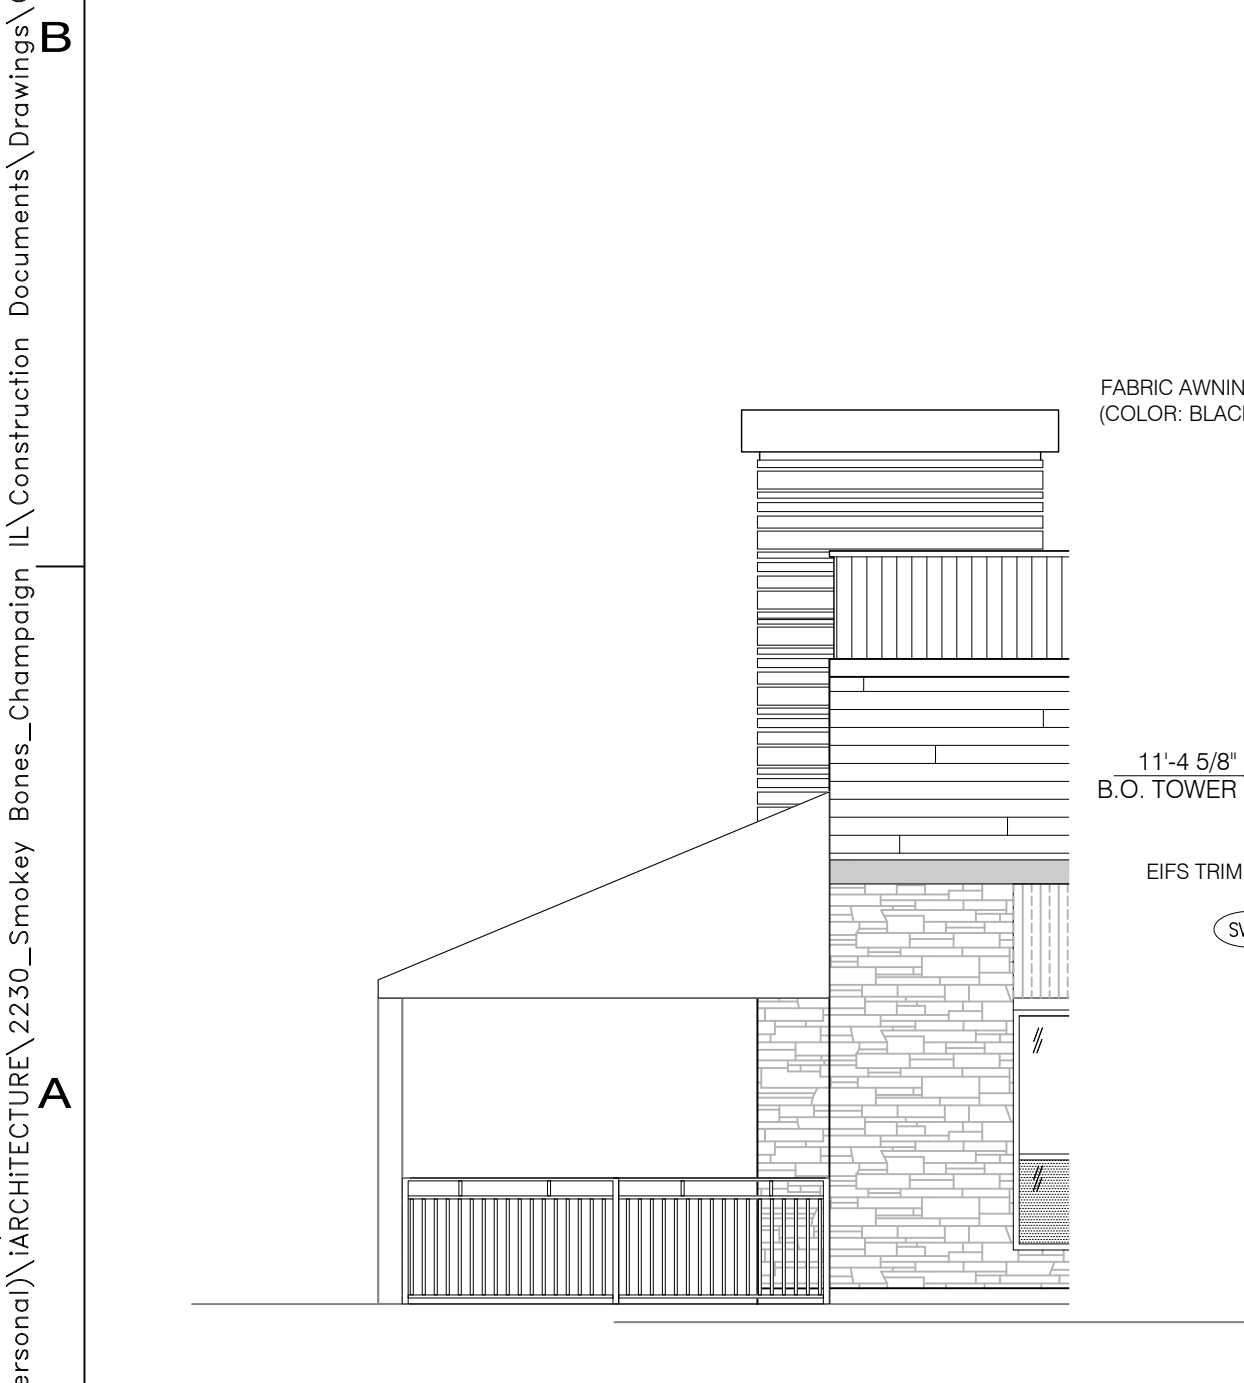 B
A
ersonal)\iARCHiTECTURE\2230_Smokey Bones_Champaign IL\Construction Documents\Drawings\
FABRIC AWNIN
(COLOR: BLAC
11'-4 5/8"
B.O. TOWER
EIFS TRIM
SW